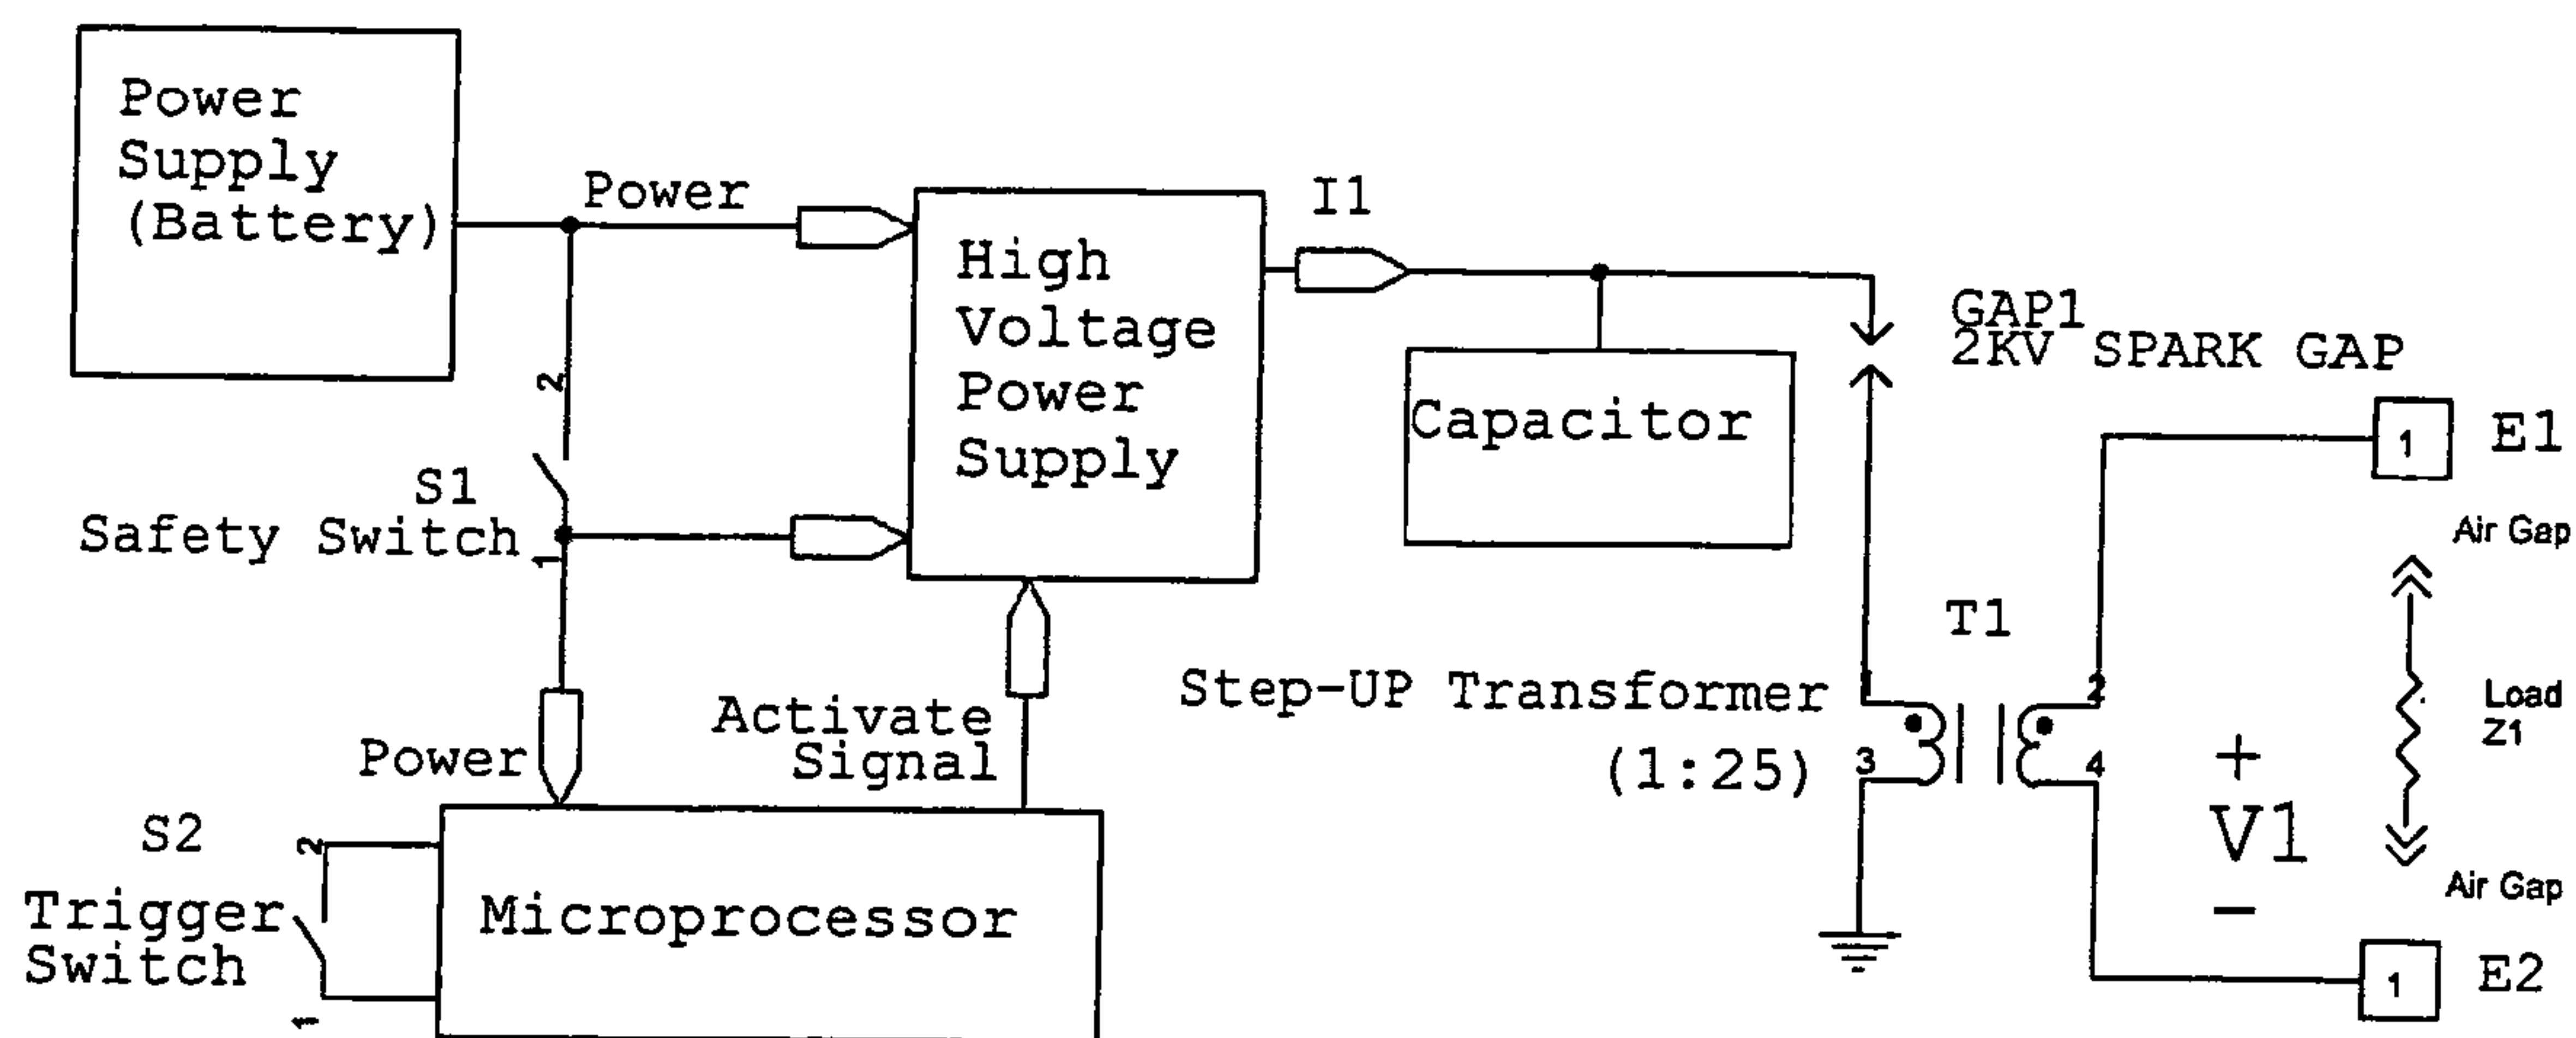 Power
Supply
(Battery)
Power
2
S1
Safety Switch
1
High
Voltage
Power
Supply
I1
Capacitor
GAP1
2KV SPARK GAP
1
E1
Air Gap
T1
Step-UP Transformer
(1:25)
1
2
3
4
+
V1
−
Load
Z1
Air Gap
1
E2
Power
Activate
Signal
S2
2
Trigger
Switch
1
Microprocessor